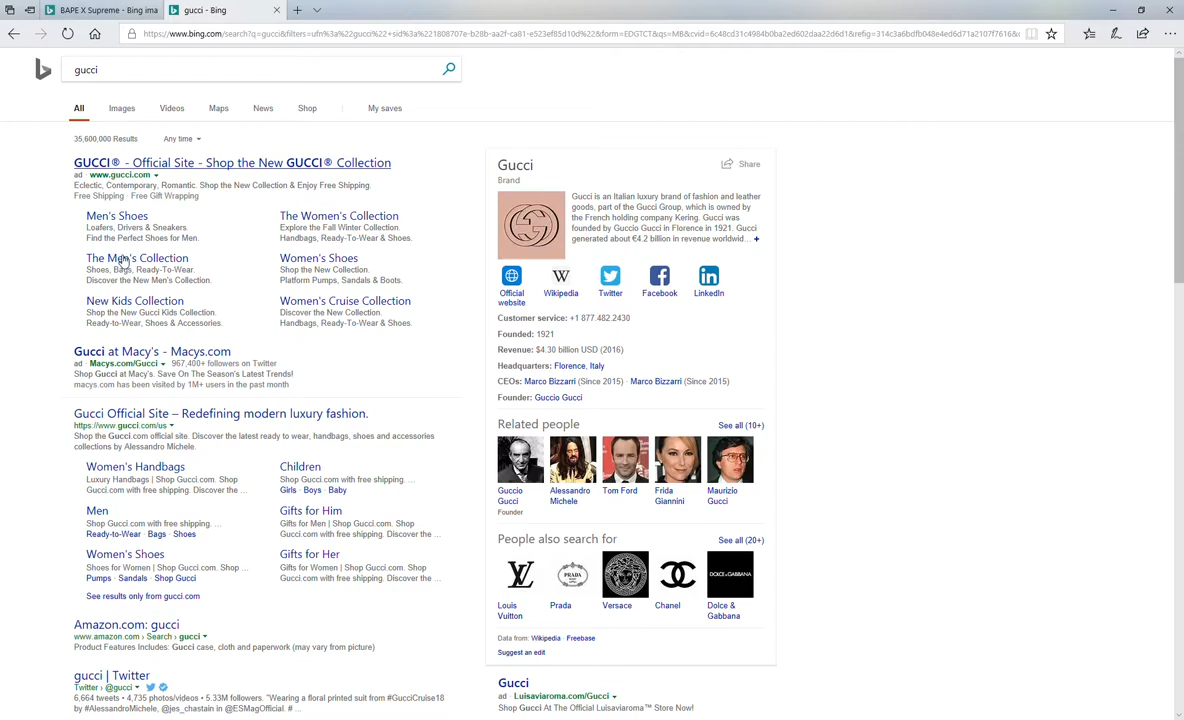 BAPE X Supreme - Bing ima
gucci - Bing
https://www.bing.com/search?q=gucci&filters=ufn%3a%22gucci%22+sid%3a%221808707e-b28b-aa2f-ca81-e523ef85d10d%22&form=EDGTCT&qs=MB&cvid=6c48cd31c4984b0ba2ed602daa22d6d1&refig=314c3a6bdfb048e4ed6d71a2107f7616&
gucci
All
Images
Videos
Maps
News
Shop
My saves
35,600,000 Results
Any time
GUCCI® - Official Site - Shop the New GUCCI® Collection
ad · www.gucci.com
Eclectic, Contemporary, Romantic. Shop the New Collection & Enjoy Free Shipping.
Free Shipping · Free Gift Wrapping
Men's Shoes
Loafers, Drivers & Sneakers.
Find the Perfect Shoes for Men.
The Women's Collection
Explore the Fall Winter Collection.
Handbags, Ready-To-Wear & Shoes.
The Men's Collection
Shoes, Bags, Ready-To-Wear.
Discover the New Men's Collection.
Women's Shoes
Shop the New Collection.
Platform Pumps, Sandals & Boots.
New Kids Collection
Shop the New Gucci Kids Collection.
Ready-to-Wear, Shoes & Accessories.
Women's Cruise Collection
Discover the New Collection.
Handbags, Ready-To-Wear & Shoes.
Gucci at Macy's - Macys.com
ad · Macys.com/Gucci
967,400+ followers on Twitter
Shop Gucci at Macy's. Save On The Season's Latest Trends!
macys.com has been visited by 1M+ users in the past month
Gucci Official Site – Redefining modern luxury fashion.
https://www.gucci.com/us
Shop the Gucci.com official site. Discover the latest ready to wear, handbags, shoes and accessories
collections by Alessandro Michele.
Women's Handbags
Luxury Handbags | Shop Gucci.com. Shop
Gucci.com with free shipping. Discover the ...
Children
Shop Gucci.com with free shipping. ...
Girls · Boys · Baby
Men
Shop Gucci.com with free shipping. ...
Ready-to-Wear · Bags · Shoes
Gifts for Him
Gifts for Men | Shop Gucci.com. Shop
Gucci.com with free shipping. Discover the ...
Women's Shoes
Shoes for Women | Shop Gucci.com. Shop ...
Pumps · Sandals · Shop Gucci
Gifts for Her
Gifts for Women | Shop Gucci.com. Shop
Gucci.com with free shipping. Discover the ...
See results only from gucci.com
Amazon.com: gucci
www.amazon.com › Search › gucci
Product Features Includes: Gucci case, cloth and paperwork (may vary from picture)
gucci | Twitter
Twitter › @gucci
6,664 tweets • 4,735 photos/videos • 5.33M followers. "Wearing a floral printed suit from #GucciCruise18
by #AlessandroMichele, @jes_chastain in @ESMagOfficial. # ...
Gucci
Share
Brand
Gucci is an Italian luxury brand of fashion and leather
goods, part of the Gucci Group, which is owned by
the French holding company Kering. Gucci was
founded by Guccio Gucci in Florence in 1921. Gucci
generated about €4.2 billion in revenue worldwid... +
Official
website
Wikipedia
Twitter
Facebook
LinkedIn
Customer service: +1 877.482.2430
Founded: 1921
Revenue: $4.30 billion USD (2016)
Headquarters: Florence, Italy
CEOs: Marco Bizzarri (Since 2015) · Marco Bizzarri (Since 2015)
Founder: Guccio Gucci
Related people
See all (10+)
Guccio
Gucci
Founder
Alessandro
Michele
Tom Ford
Frida
Giannini
Maurizio
Gucci
People also search for
See all (20+)
PRADA
DOLCE & GABBANA
Louis
Vuitton
Prada
Versace
Chanel
Dolce &
Gabbana
Data from: Wikipedia · Freebase
Suggest an edit
Gucci
ad · Luisaviaroma.com/Gucci
Shop Gucci At The Official Luisaviaroma™ Store Now!